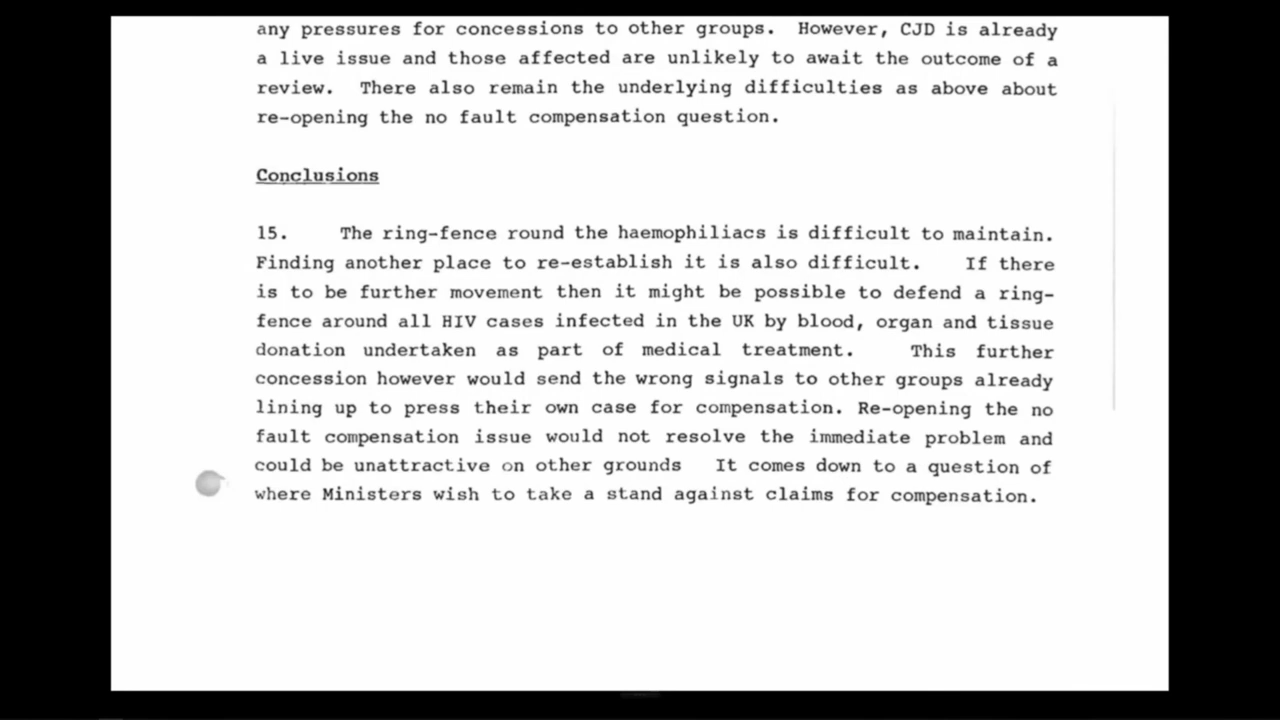 any pressures for concessions to other groups. However, CJD is already
a live issue and those affected are unlikely to await the outcome of a
review. There also remain the underlying difficulties as above about
re-opening the no fault compensation question.
Conclusions
15. The ring-fence round the haemophiliacs is difficult to maintain.
Finding another place to re-establish it is also difficult. If there
is to be further movement then it might be possible to defend a ring-
fence around all HIV cases infected in the UK by blood, organ and tissue
donation undertaken as part of medical treatment. This further
concession however would send the wrong signals to other groups already
lining up to press their own case for compensation. Re-opening the no
fault compensation issue would not resolve the immediate problem and
could be unattractive on other grounds It comes down to a question of
where Ministers wish to take a stand against claims for compensation.